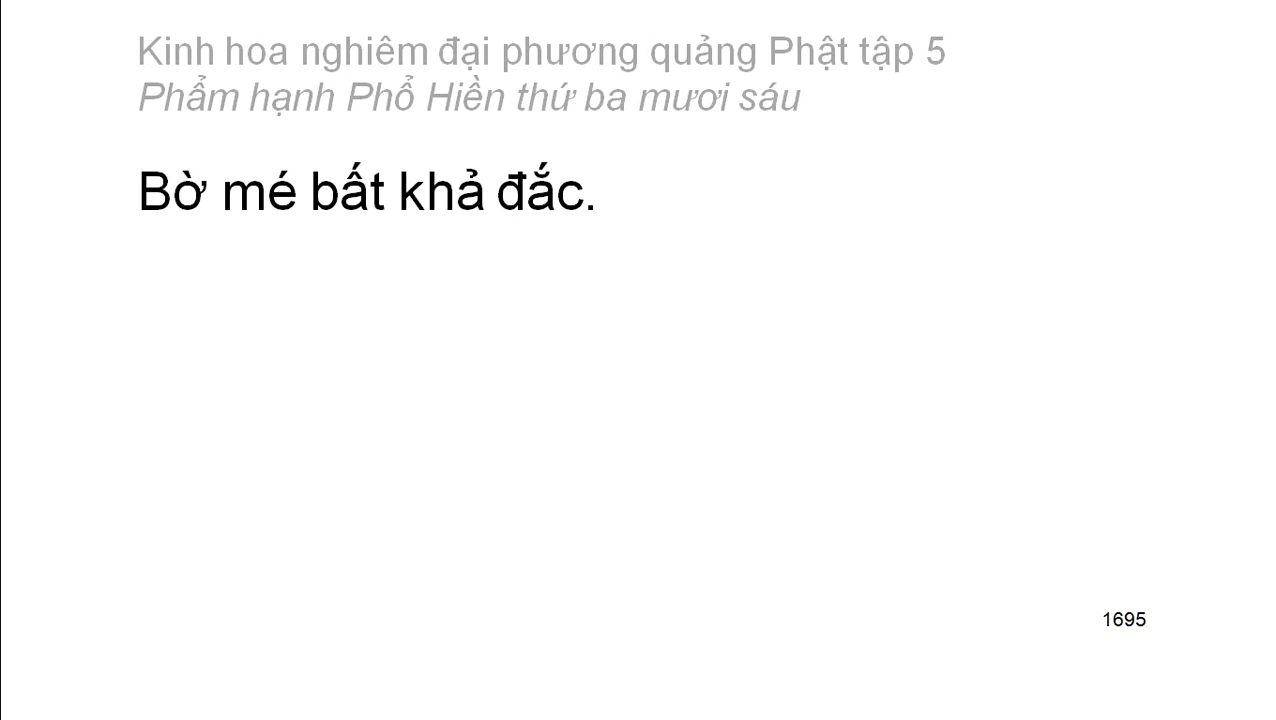 Kinh hoa nghiêm đại phương quảng Phật tập 5
Phẩm hạnh Phổ Hiền thứ ba mươi sáu
Bờ mé bất khả đắc.
1695